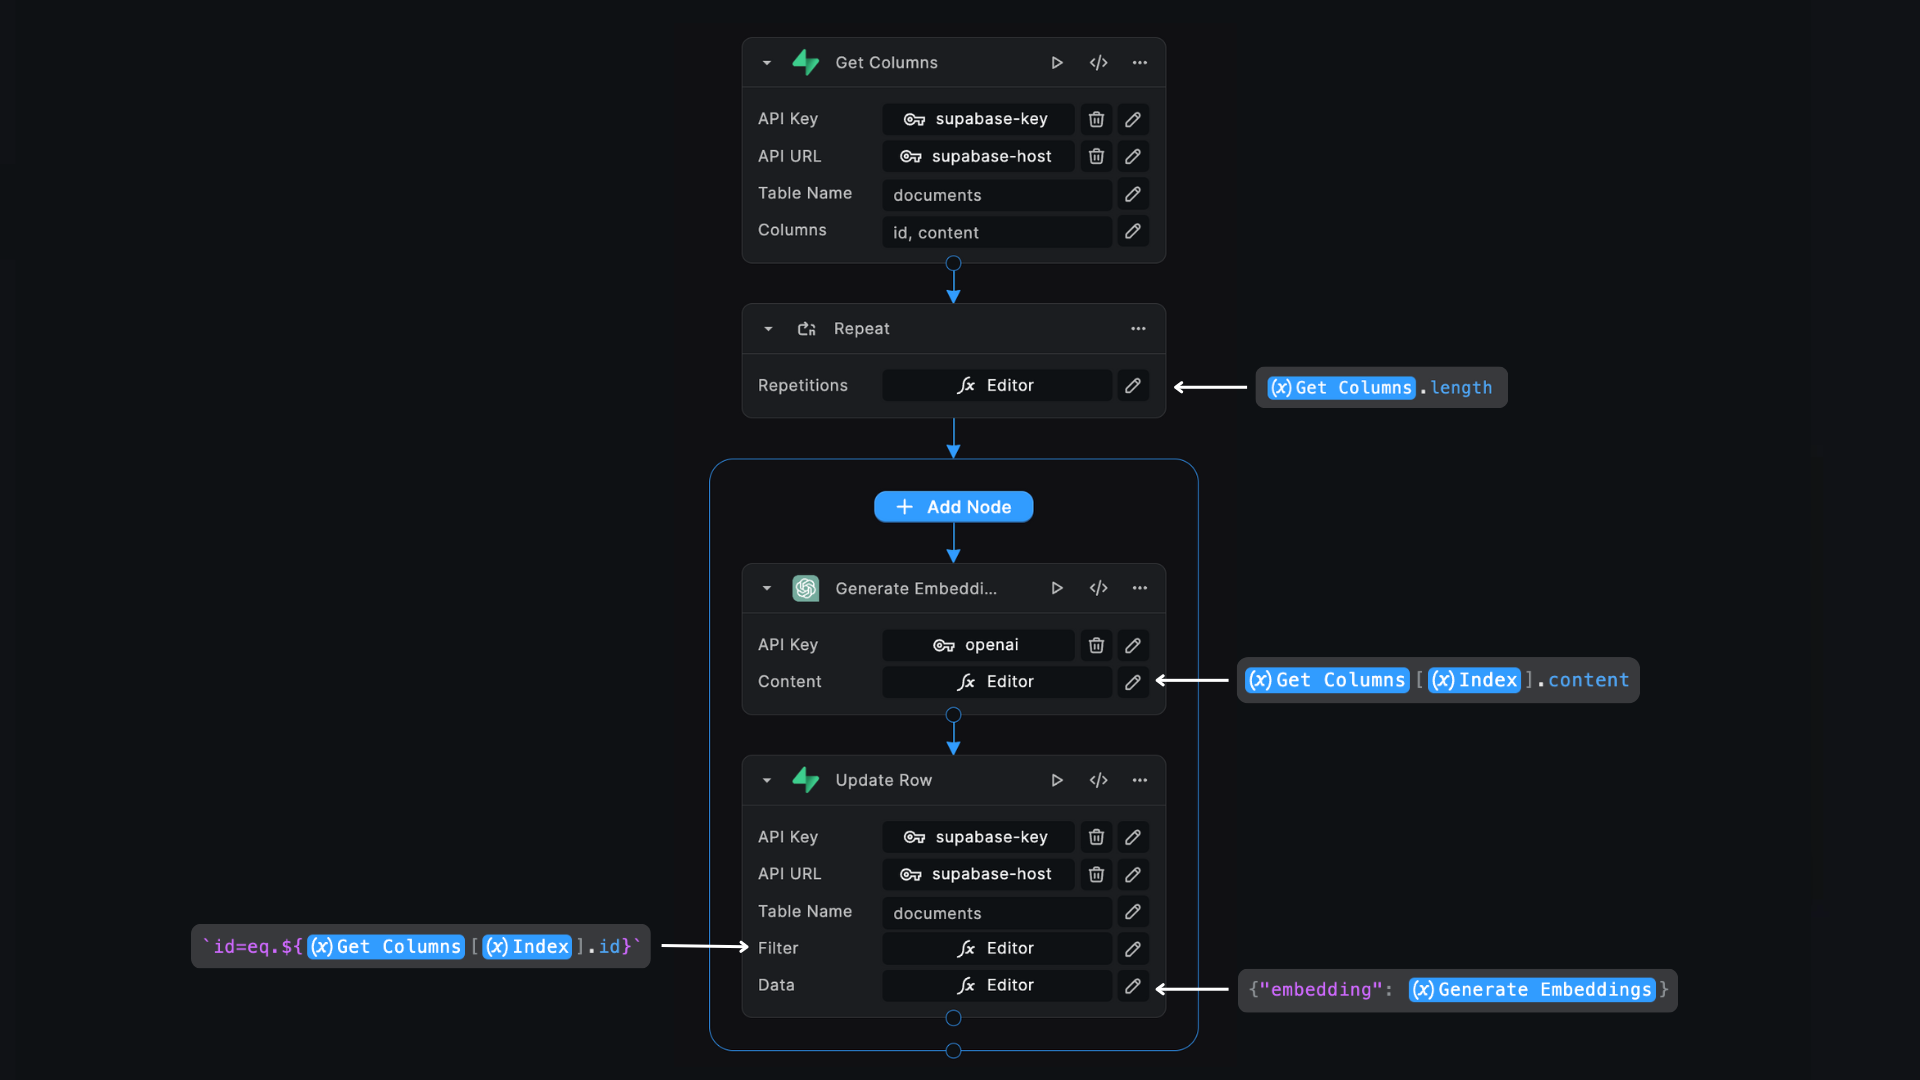 Get Columns
API Key supabase-key
API URL supabase-host
Table Name documents
Columns id, content
Repeat
Repetitions Editor
(x)Get Columns.length
+ Add Node
Generate Embeddi...
API Key openai
Content Editor
(x)Get Columns[(x)Index].content
Update Row
API Key supabase-key
API URL supabase-host
Table Name documents
`id=eq.${(x)Get Columns[(x)Index].id}`
Filter Editor
Data Editor
{"embedding": (x)Generate Embeddings}